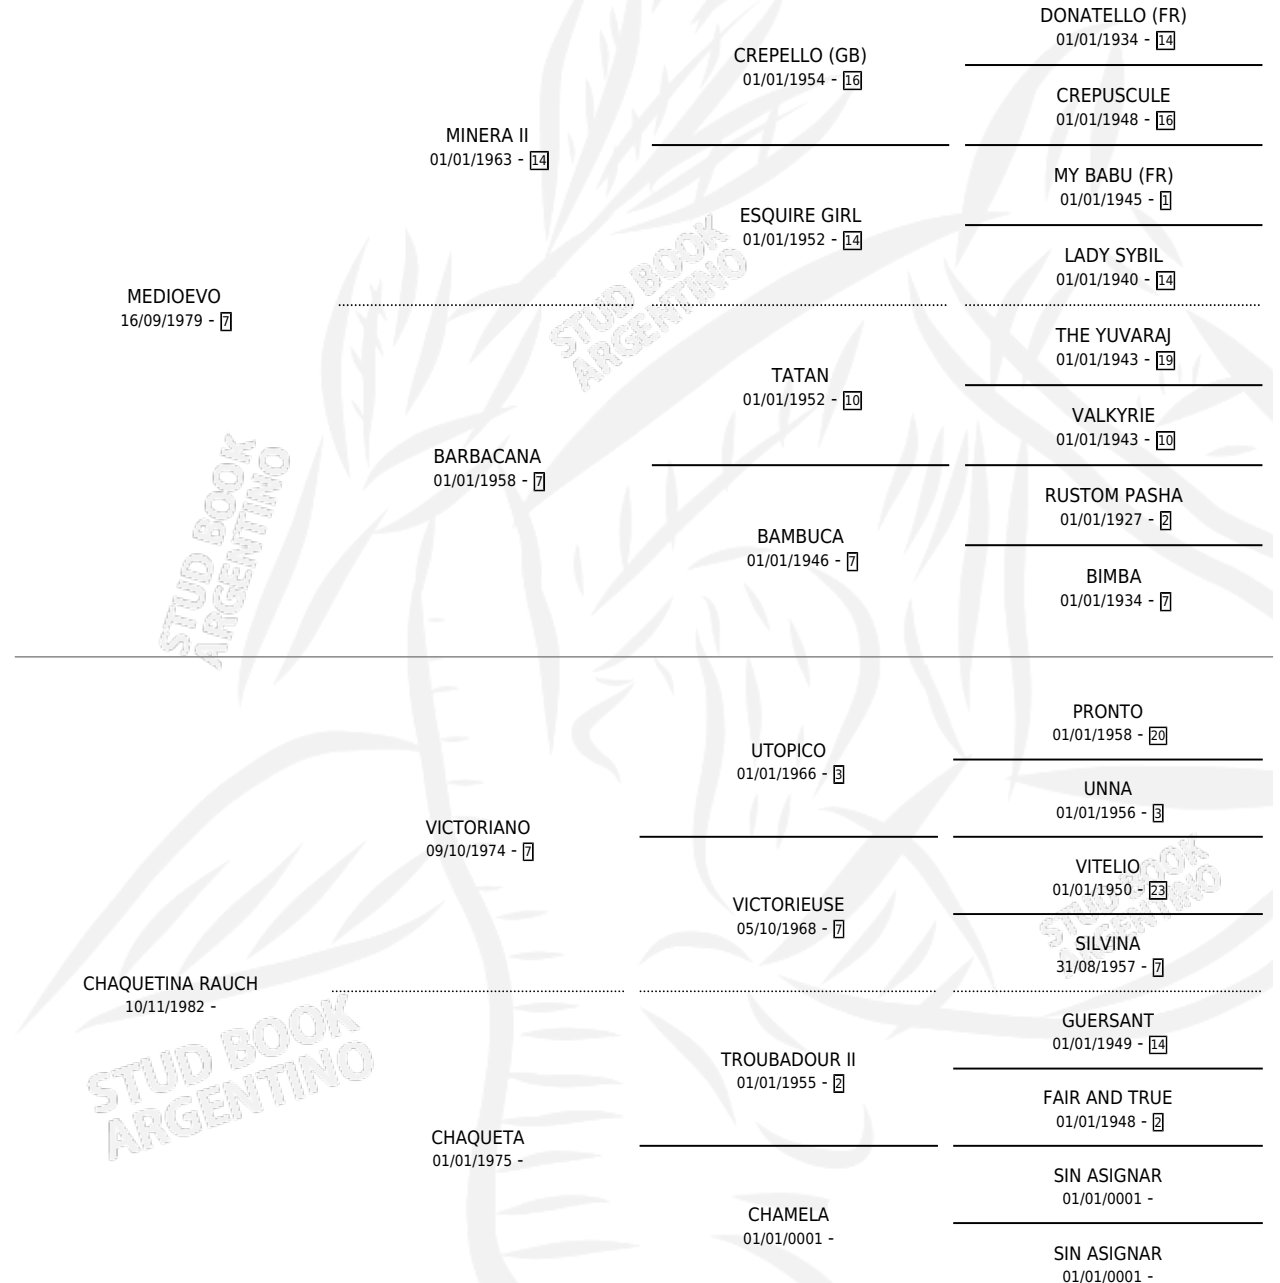 DONATELLO (FR)
01/01/1934 - 14
CREPELLO (GB)
01/01/1954 - 16
CREPUSCULE
01/01/1948 - 16
MINERA II
01/01/1963 - 14
MY BABU (FR)
01/01/1945 - 1
ESQUIRE GIRL
01/01/1952 - 14
LADY SYBIL
01/01/1940 - 14
MEDIOEVO
16/09/1979 - 7
THE YUVARAJ
01/01/1943 - 19
TATAN
01/01/1952 - 10
VALKYRIE
01/01/1943 - 10
BARBACANA
01/01/1958 - 7
RUSTOM PASHA
01/01/1927 - 2
BAMBUCA
01/01/1946 - 7
BIMBA
01/01/1934 - 7
PRONTO
01/01/1958 - 20
UTOPICO
01/01/1966 - 3
UNNA
01/01/1956 - 3
VICTORIANO
09/10/1974 - 7
VITELIO
01/01/1950 - 23
VICTORIEUSE
05/10/1968 - 7
SILVINA
31/08/1957 - 7
CHAQUETINA RAUCH
10/11/1982 -
GUERSANT
01/01/1949 - 14
TROUBADOUR II
01/01/1955 - 2
FAIR AND TRUE
01/01/1948 - 2
CHAQUETA
01/01/1975 -
SIN ASIGNAR
01/01/0001 -
CHAMELA
01/01/0001 -
SIN ASIGNAR
01/01/0001 -
STUD BOOK
ARGENTINO
STUD BOOK
ARGENTINO
STUD BOOK
ARGENTINO
STUD BOOK
ARGENTINO